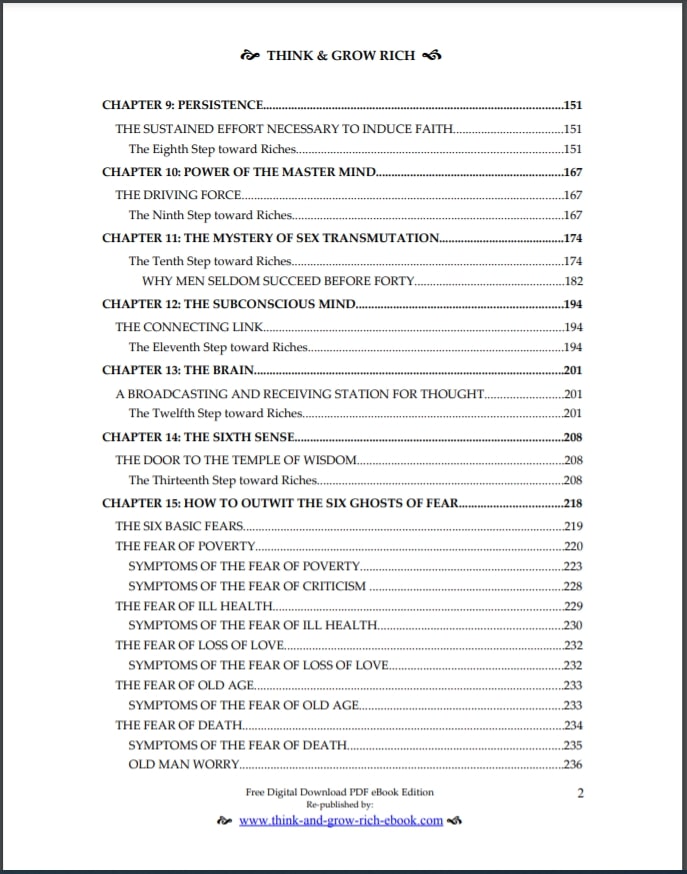 THINK & GROW RICH
CHAPTER 9: PERSISTENCE....................151
THE SUSTAINED EFFORT NECESSARY TO INDUCE FAITH....................151
The Eighth Step toward Riches....................151
CHAPTER 10: POWER OF THE MASTER MIND....................167
THE DRIVING FORCE....................167
The Ninth Step toward Riches....................167
CHAPTER 11: THE MYSTERY OF SEX TRANSMUTATION....................174
The Tenth Step toward Riches....................174
WHY MEN SELDOM SUCCEED BEFORE FORTY....................182
CHAPTER 12: THE SUBCONSCIOUS MIND....................194
THE CONNECTING LINK....................194
The Eleventh Step toward Riches....................194
CHAPTER 13: THE BRAIN....................201
A BROADCASTING AND RECEIVING STATION FOR THOUGHT....................201
The Twelfth Step toward Riches....................201
CHAPTER 14: THE SIXTH SENSE....................208
THE DOOR TO THE TEMPLE OF WISDOM....................208
The Thirteenth Step toward Riches....................208
CHAPTER 15: HOW TO OUTWIT THE SIX GHOSTS OF FEAR....................218
THE SIX BASIC FEARS....................219
THE FEAR OF POVERTY....................220
SYMPTOMS OF THE FEAR OF POVERTY....................223
SYMPTOMS OF THE FEAR OF CRITICISM ....................228
THE FEAR OF ILL HEALTH....................229
SYMPTOMS OF THE FEAR OF ILL HEALTH....................230
THE FEAR OF LOSS OF LOVE....................232
SYMPTOMS OF THE FEAR OF LOSS OF LOVE....................232
THE FEAR OF OLD AGE....................233
SYMPTOMS OF THE FEAR OF OLD AGE....................233
THE FEAR OF DEATH....................234
SYMPTOMS OF THE FEAR OF DEATH....................235
OLD MAN WORRY....................236
Free Digital Download PDF eBook Edition 2
Re-published by:
www.think-and-grow-rich-ebook.com